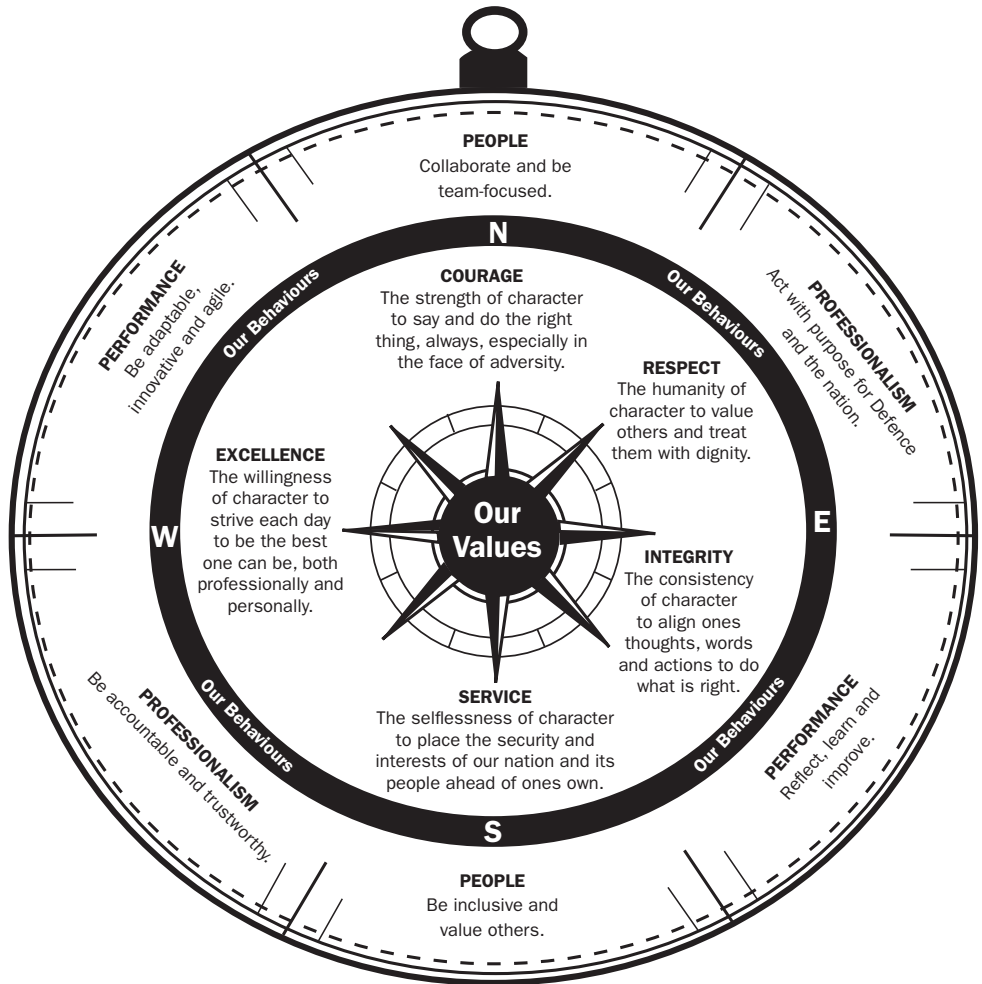 PEOPLE
Collaborate and be
team-focused.
PERFORMANCE
Be adaptable,
innovative and agile.
PROFESSIONALISM
Act with purpose for Defence
and the nation.
N
Our Behaviours
Our Behaviours
COURAGE
The strength of character
to say and do the right
thing, always, especially in
the face of adversity.
RESPECT
The humanity of
character to value
others and treat
them with dignity.
EXCELLENCE
The willingness
of character to
strive each day
to be the best
one can be, both
professionally and
personally.
Our
Values
W
E
INTEGRITY
The consistency
of character
to align ones
thoughts, words
and actions to do
what is right.
SERVICE
The selflessness of character
to place the security and
interests of our nation and its
people ahead of ones own.
Our Behaviours
Our Behaviours
S
PROFESSIONALISM
Be accountable and trustworthy.
PERFORMANCE
Reflect, learn and
improve.
PEOPLE
Be inclusive and
value others.